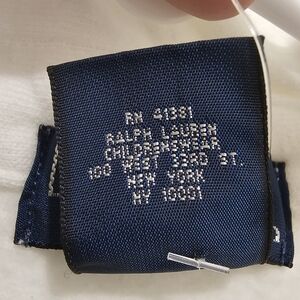 RN 41381
RALPH LAUREN
CHILDRENSWEAR
100 WEST 33RD ST.
NEW YORK
NY 10001